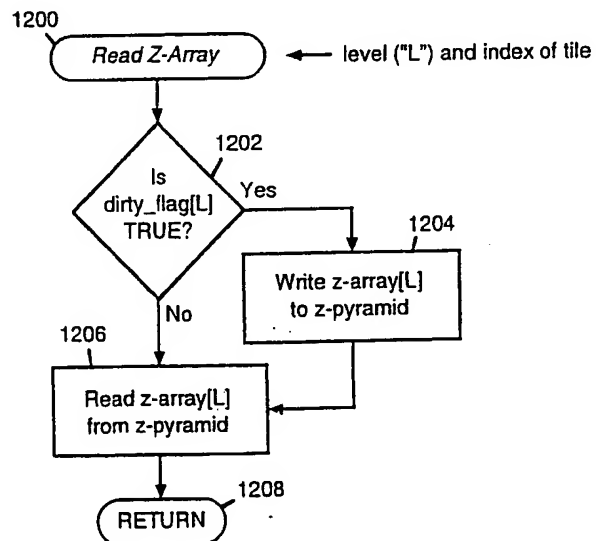 1200
Read Z-Array
level ("L") and index of tile
1202
Is
dirty_flag[L]
TRUE?
Yes
1204
Write z-array[L]
to z-pyramid
No
1206
Read z-array[L]
from z-pyramid
1208
RETURN